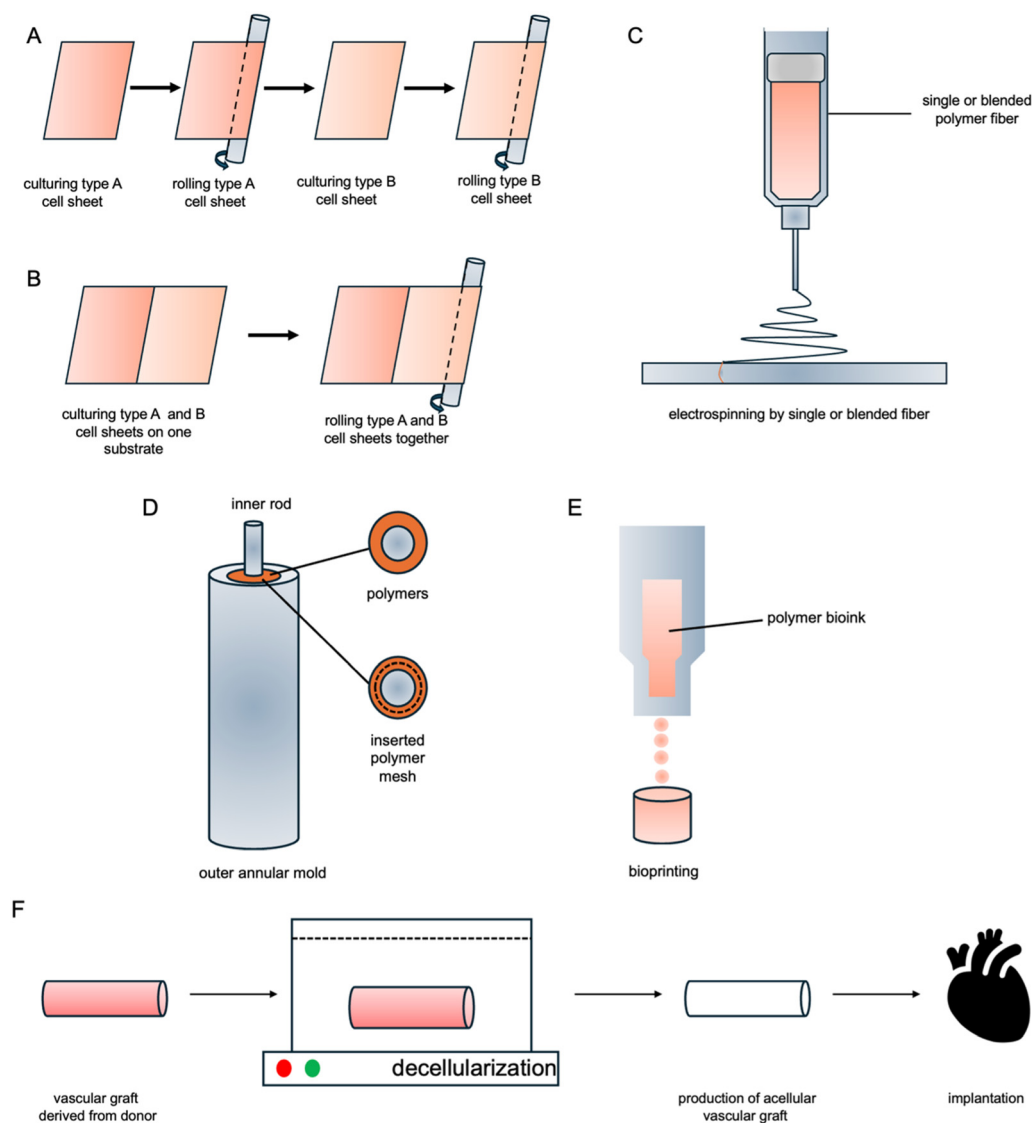 A
culturing type A
cell sheet
rolling type A
cell sheet
culturing type B
cell sheet
rolling type B
cell sheet
B
culturing type A and B
cell sheets on one
substrate
rolling type A and B
cell sheets together
C
single or blended
polymer fiber
electrospinning by single or blended fiber
D
inner rod
polymers
inserted
polymer
mesh
outer annular mold
E
polymer bioink
bioprinting
F
decellularization
vascular graft
derived from donor
production of acellular
vascular graft
implantation